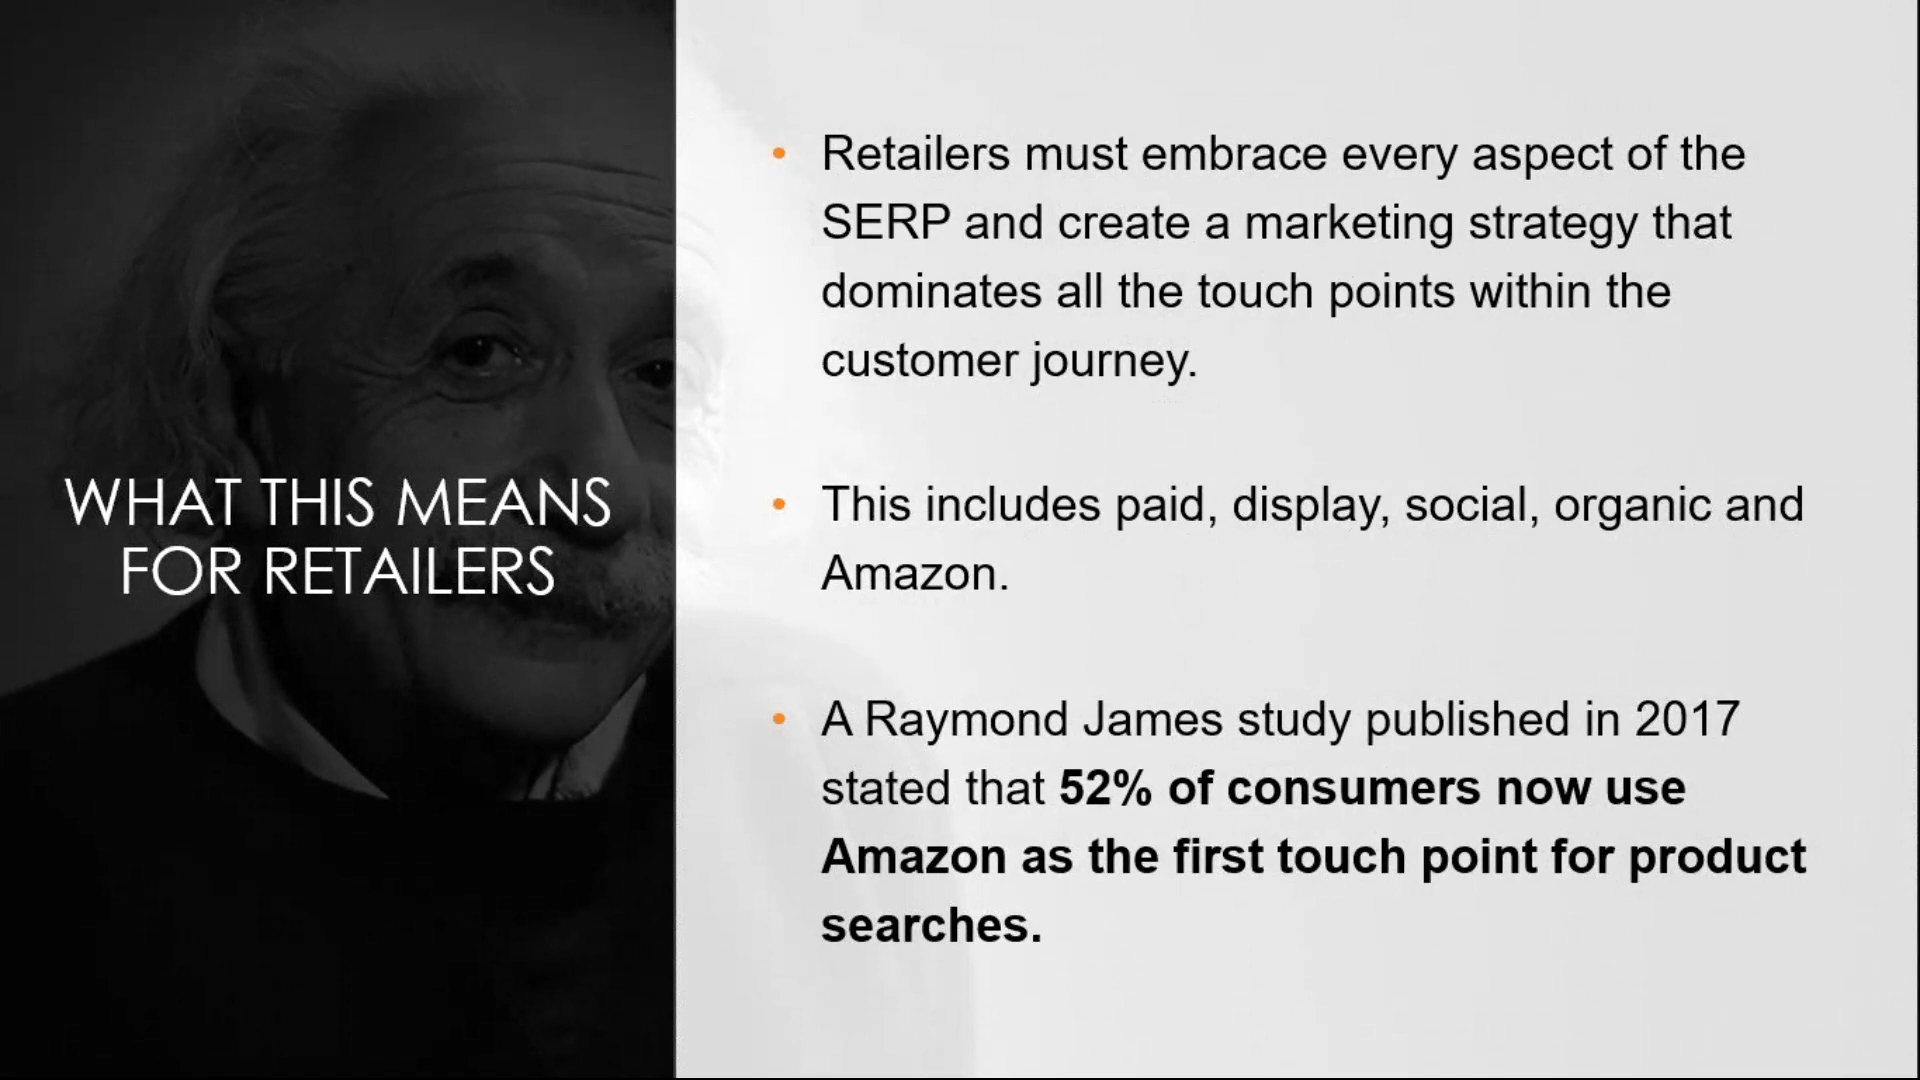 WHAT THIS MEANS
FOR RETAILERS
• Retailers must embrace every aspect of the
SERP and create a marketing strategy that
dominates all the touch points within the
customer journey.
• This includes paid, display, social, organic and
Amazon.
• A Raymond James study published in 2017
stated that 52% of consumers now use
Amazon as the first touch point for product
searches.